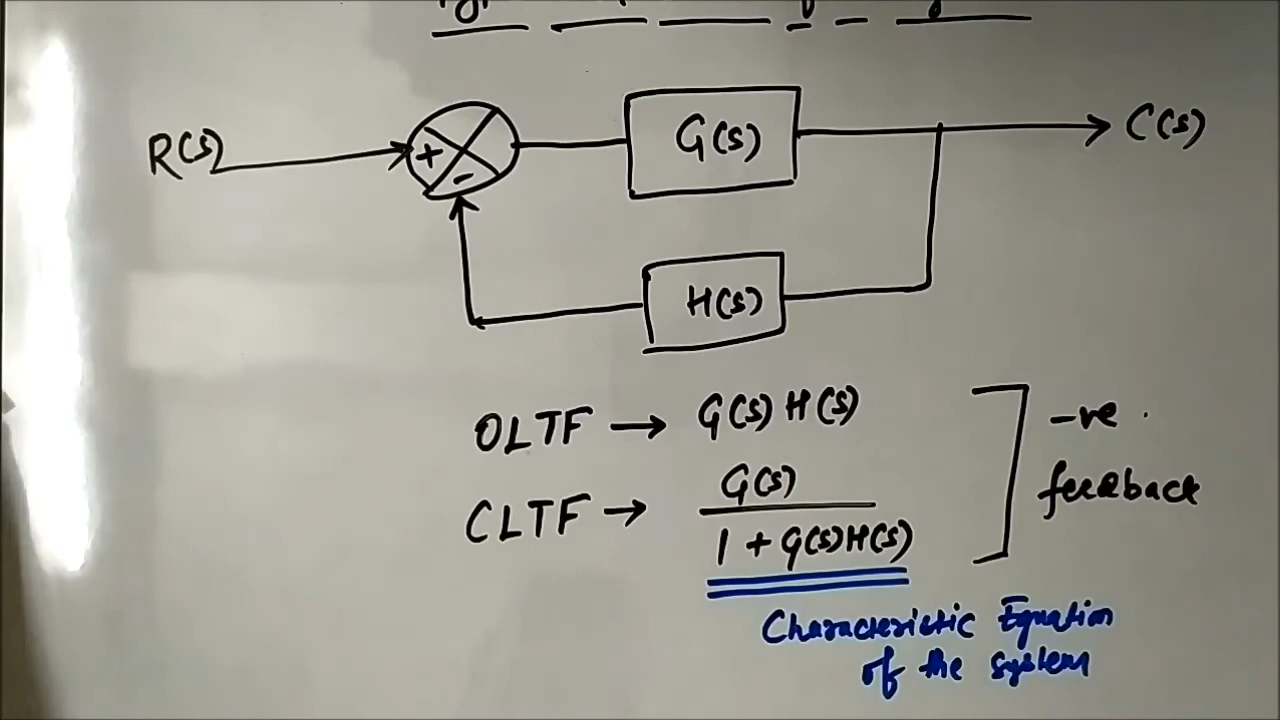 R(s)
+
-
G(s)
C(s)
H(s)
OLTF → G(s) H(s)
CLTF → G(s)
1 + G(s)H(s)
-ve
feedback
Characteristic Equation
of the system